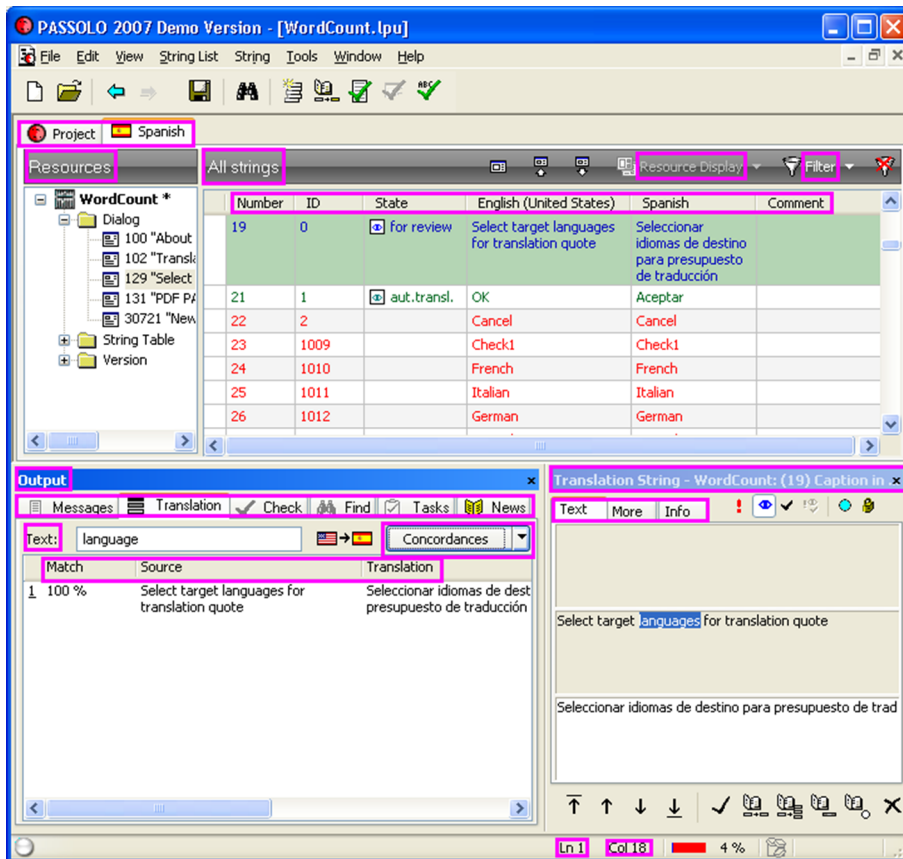 PASSOLO 2007 Demo Version - [WordCount.lpu]
File Edit View String List String Tools Window Help
Project Spanish
Resources All strings Resource Display Filter
WordCount *
Dialog
100 "About
102 "Transla
129 "Select
131 "PDF PA
30721 "New
String Table
Version
Number ID State English (United States) Spanish Comment
19 0 for review Select target languages Seleccionar
for translation quote idiomas de destino
para presupuesto
de traducción
21 1 aut.transl. OK Aceptar
22 2 Cancel Cancel
23 1009 Check1 Check1
24 1010 French French
25 1011 Italian Italian
26 1012 German German
Output
Messages Translation Check Find Tasks News
Text: language Concordances
Match Source Translation
1 100 % Select target languages for Seleccionar idiomas de dest
translation quote presupuesto de traducción
Translation String - WordCount: (19) Caption in
Text More Info
Select target languages for translation quote
Seleccionar idiomas de destino para presupuesto de trad
Ln 1 Col 18 4 %